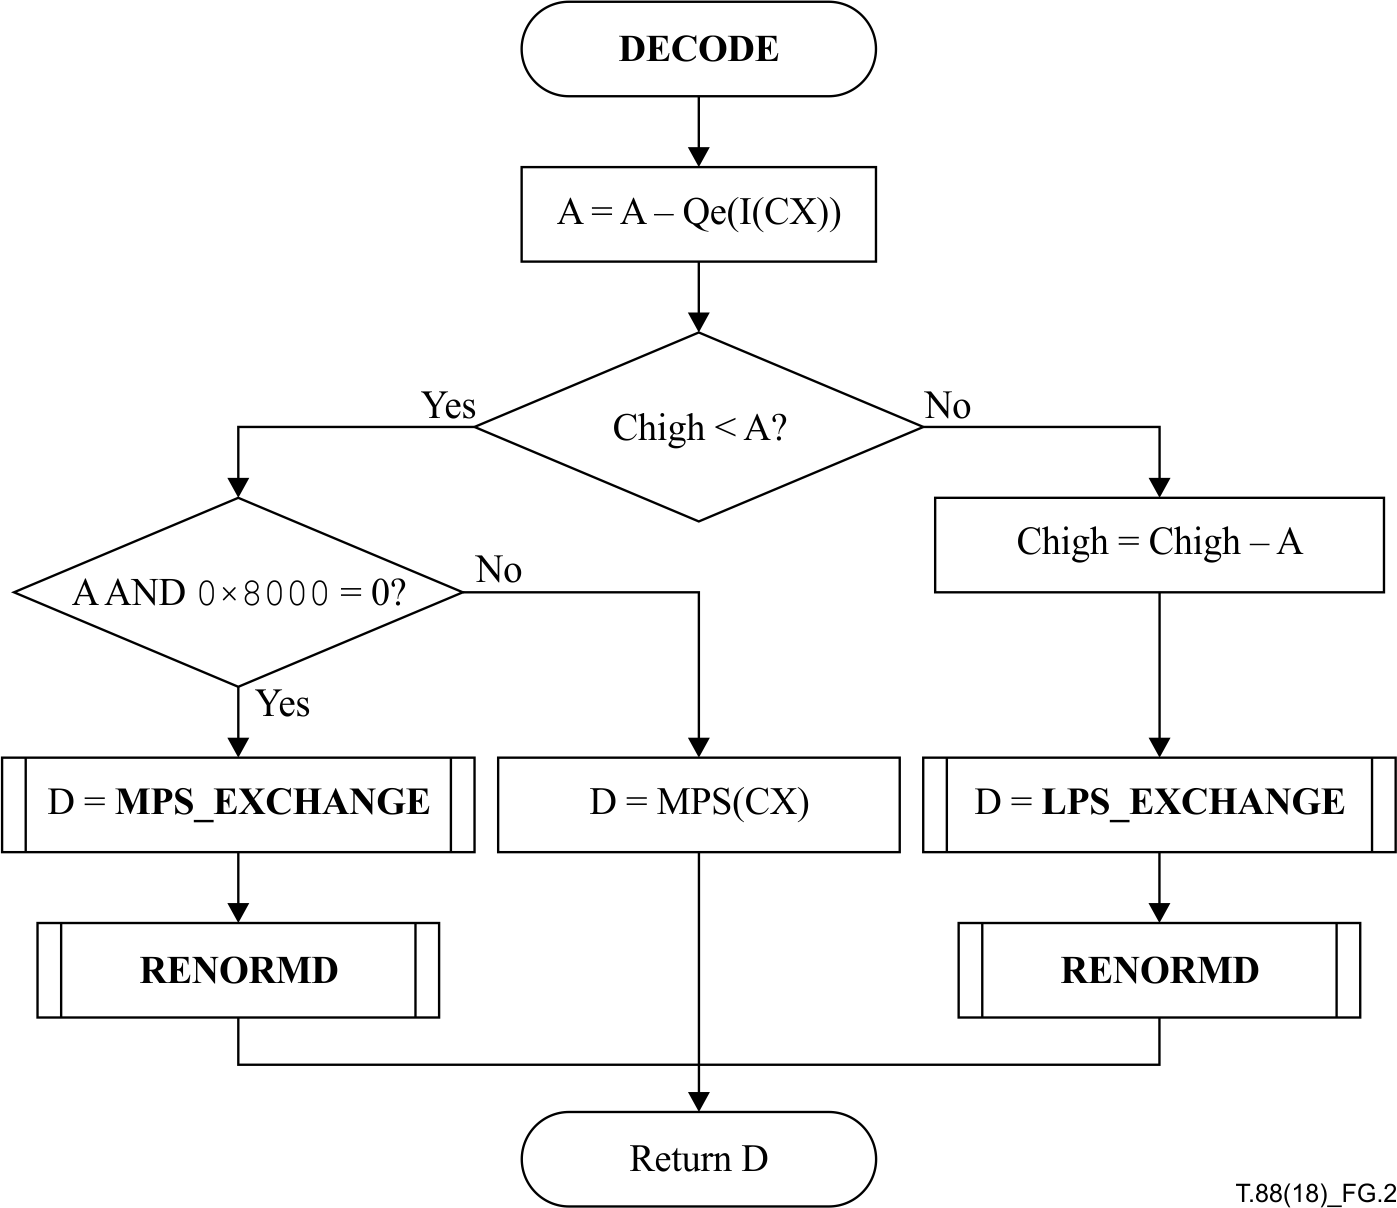 DECODE
A = A – Qe(I(CX))
Chigh < A?
Yes
No
A AND 0×8000 = 0?
No
Yes
Chigh = Chigh – A
D = MPS_EXCHANGE
D = MPS(CX)
D = LPS_EXCHANGE
RENORMD
RENORMD
Return D
T.88(18)_FG.2